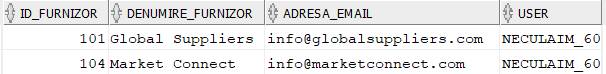 ID_FURNIZOR DENUMIRE_FURNIZOR ADRESA_EMAIL USER
101 Global Suppliers info@globalsuppliers.com NECULAIM_60
104 Market Connect info@marketconnect.com NECULAIM_60